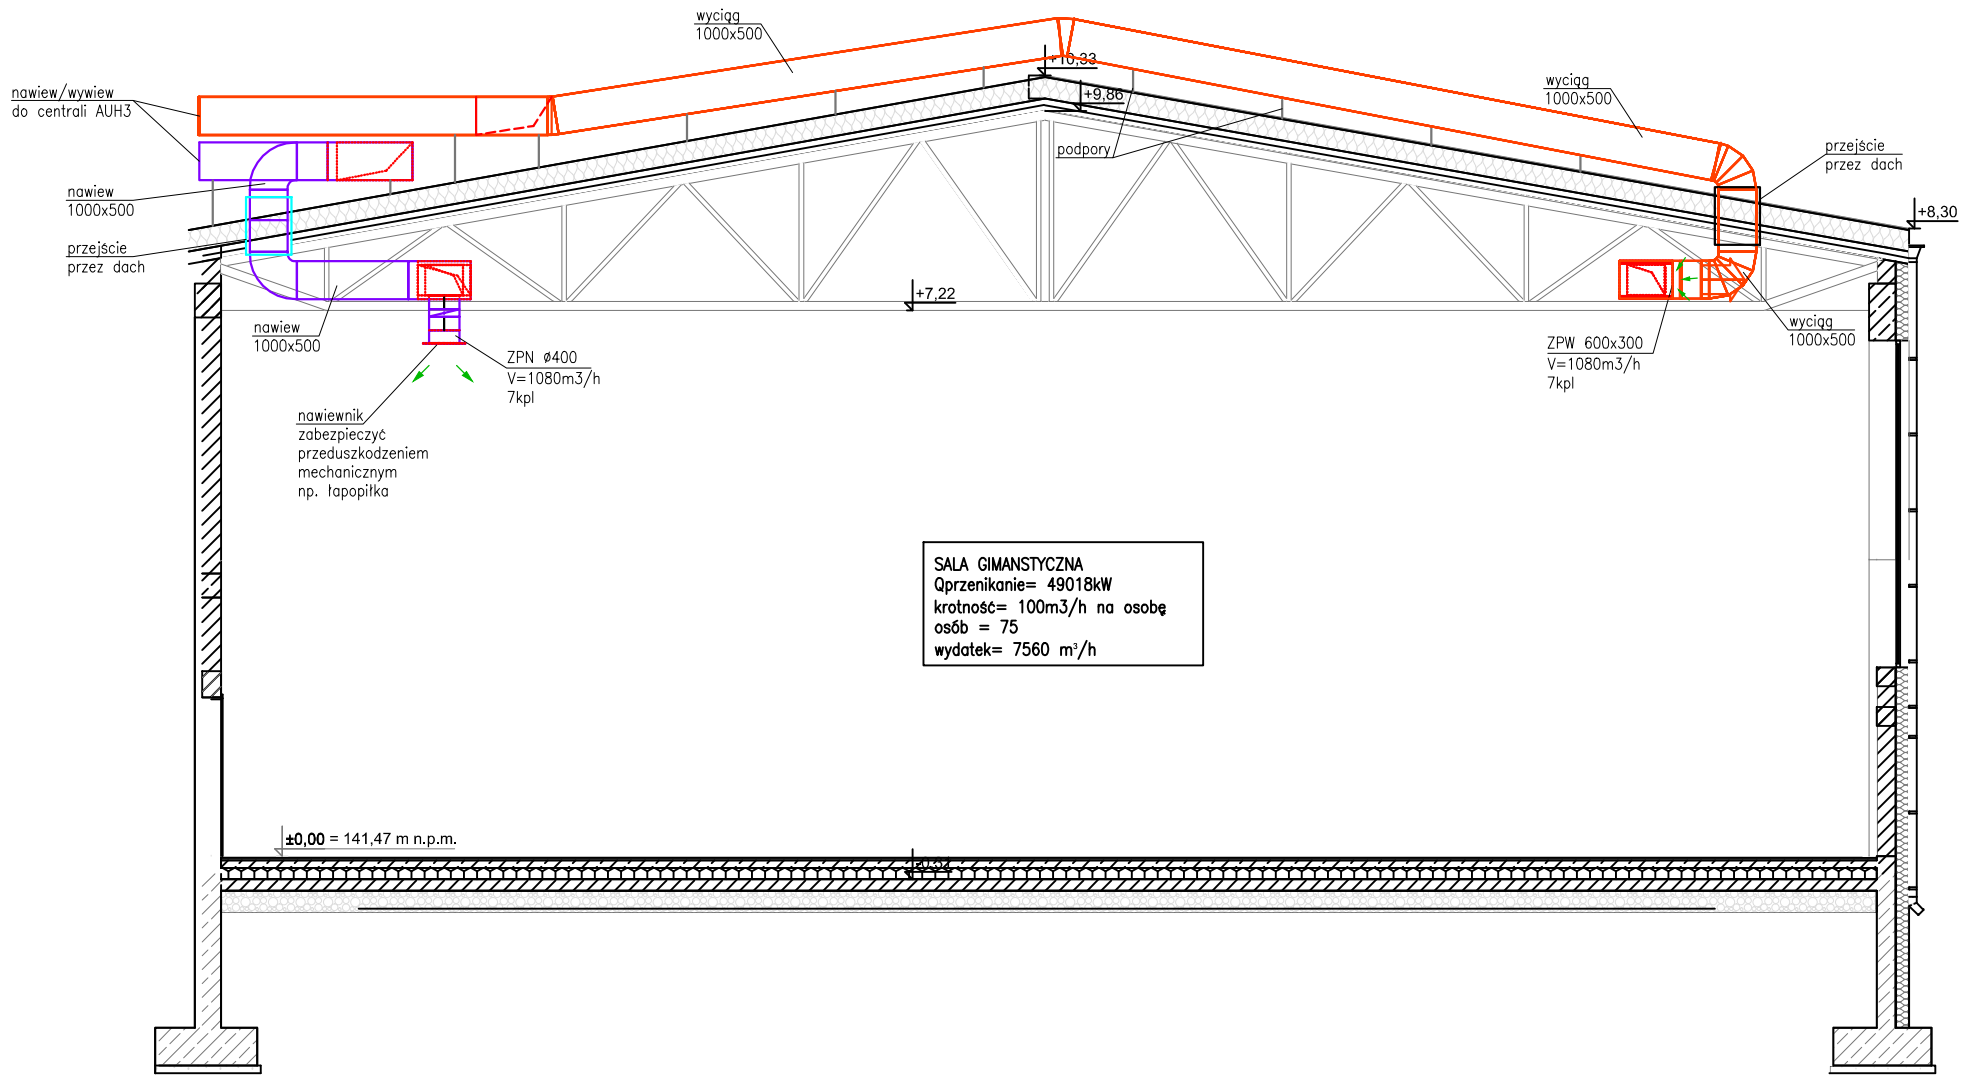 wyciąg
1000x500
+10,33
+9,86
nawiew/wywiew
do centrali AUH3
wyciąg
1000x500
podpory
przejście
przez dach
nawiew
1000x500
+8,30
przejście
przez dach
+7,22
nawiew
1000x500
wyciąg
1000x500
ZPN ø400
V=1080m3/h
7kpl
ZPW 600x300
V=1080m3/h
7kpl
nawiewnik
zabezpieczyć
przeduszkodzeniem
mechanicznym
np. łapopiłka
SALA GIMANSTYCZNA
Qprzenikanie= 49018kW
krotność= 100m3/h na osobę
osób = 75
wydatek= 7560 m³/h
±0,00 = 141,47 m n.p.m.